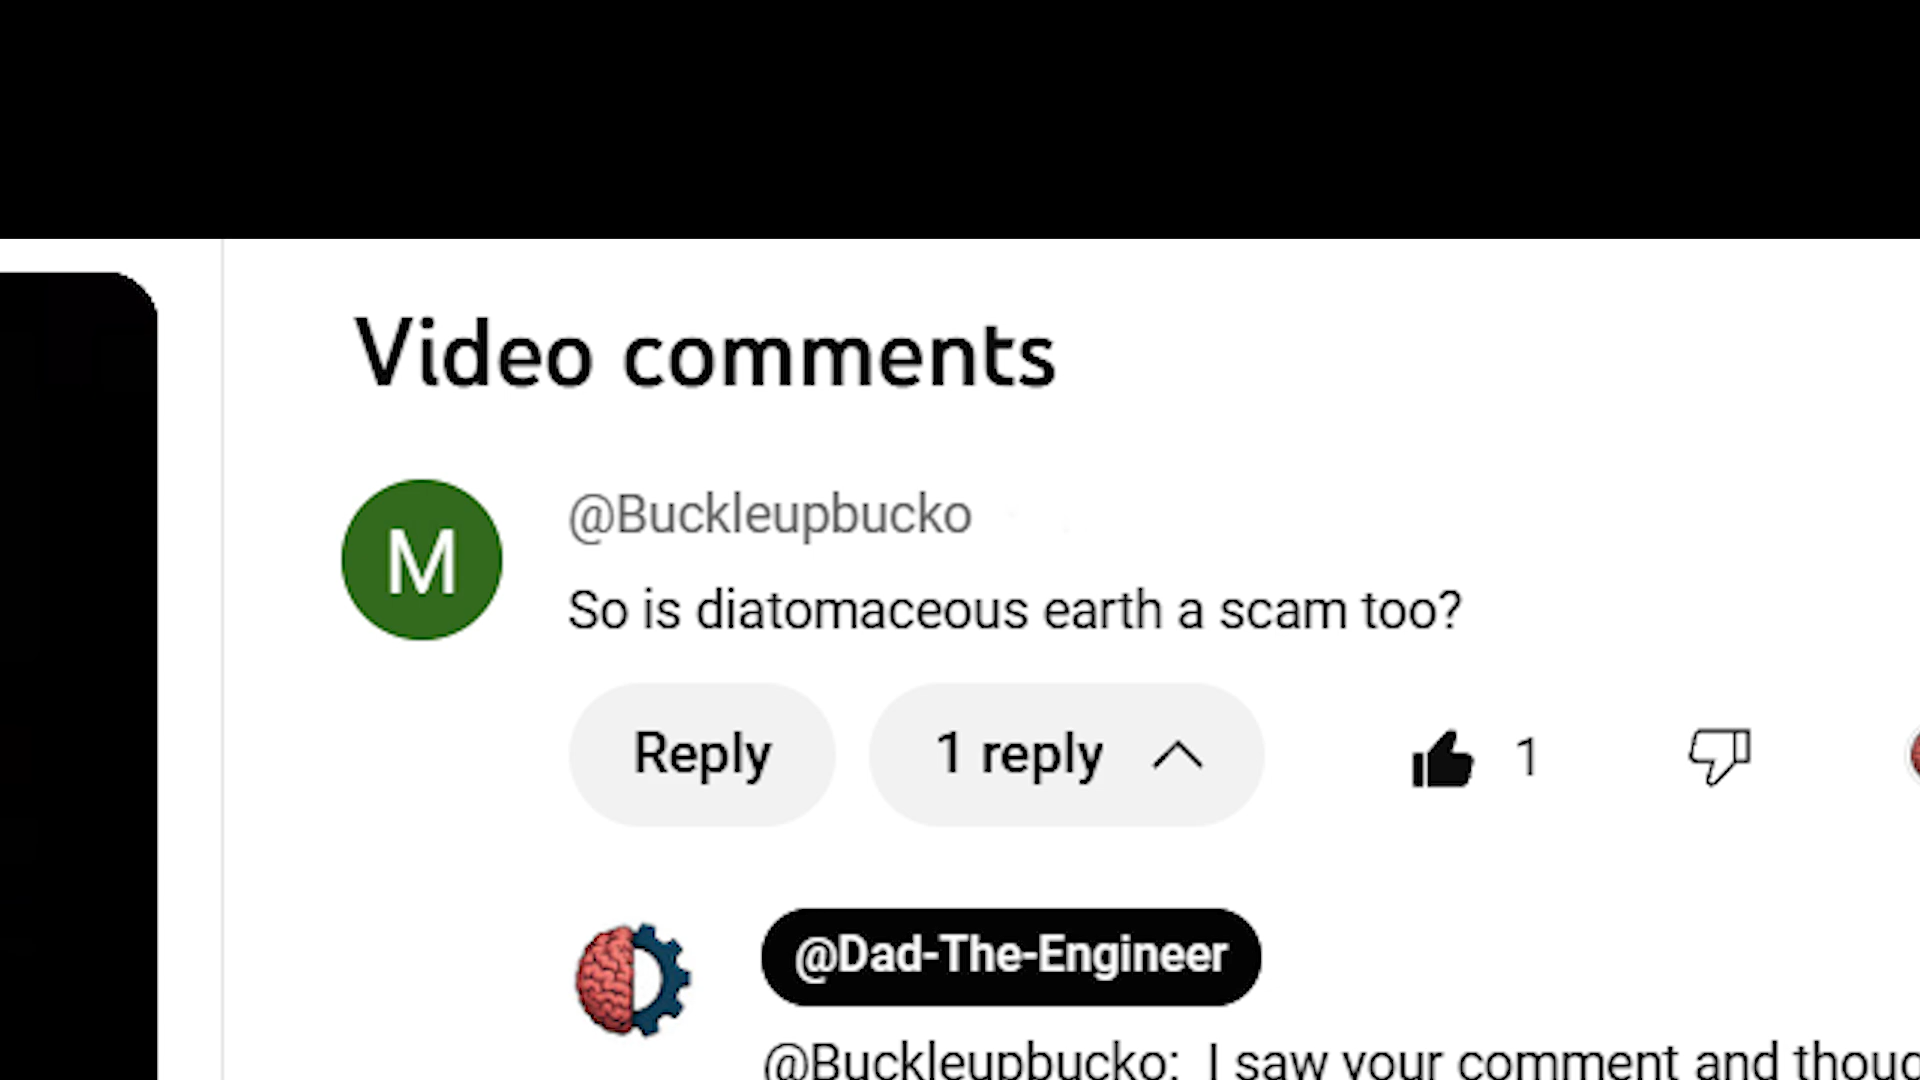 Video comments
M
@Buckleupbucko
So is diatomaceous earth a scam too?
Reply
1 reply
1
@Dad-The-Engineer
@Buckleupbucko: I saw your comment and